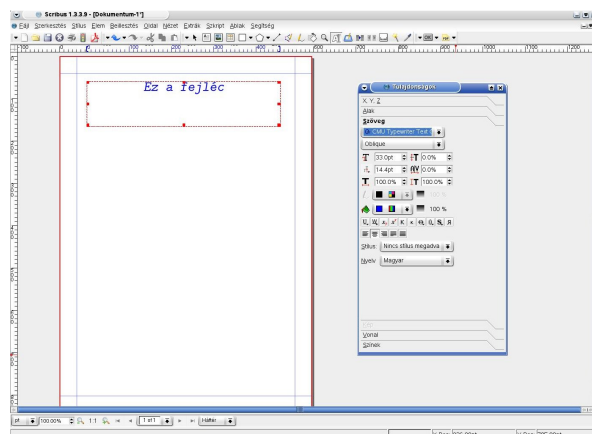 Scribus 1.3.3.9 - [Dokumentum-1*]
Fájl Szerkesztés Stílus Elem Beillesztés Oldal Nézet Extrák Szkript Ablak Segítség
Ez a fejléc
Tulajdonságok
X, Y, Z
Alak
Szöveg
CMU Typewriter Text
Oblique
33.0pt 0.0%
14.4pt 0.0%
100.0% 100.0%
100 %
100 %
Stílus: Nincs stílus megadva
Nyelv Magyar
Kép
Vonal
Színek
pt 100.00% 1:1 1 of 1 Háttér